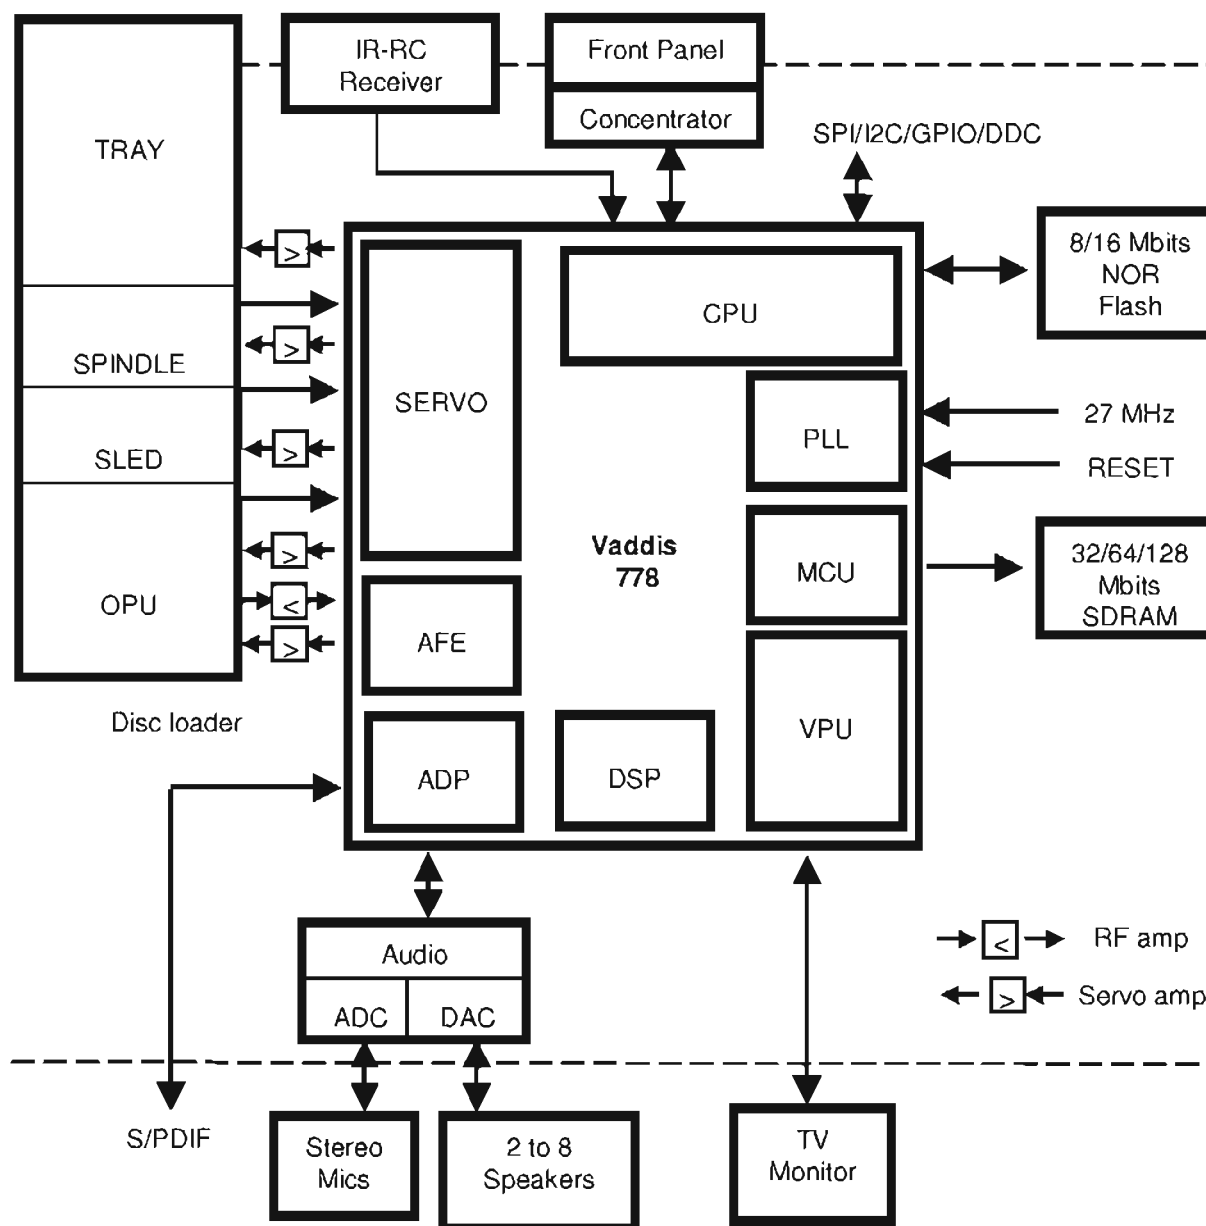 IR-RC
Receiver
Front Panel
Concentrator
SPI/I2C/GPIO/DDC
TRAY
SPINDLE
SLED
OPU
Disc loader
>
>
>
>
<
>
SERVO
CPU
PLL
MCU
VPU
Vaddis
778
AFE
ADP
DSP
8/16 Mbits
NOR
Flash
27 MHz
RESET
32/64/128
Mbits
SDRAM
Audio
ADC
DAC
< RF amp
> Servo amp
S/PDIF
Stereo
Mics
2 to 8
Speakers
TV
Monitor